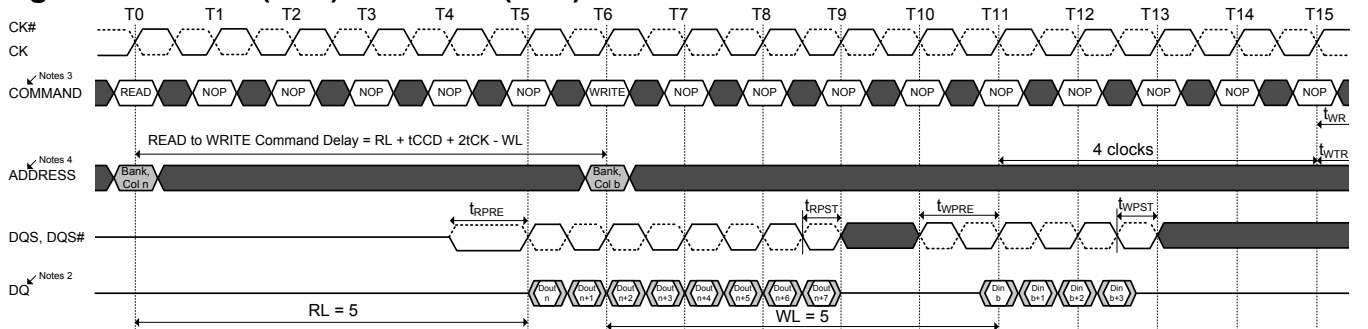 T0 T1 T2 T3 T4 T5 T6 T7 T8 T9 T10 T11 T12 T13 T14 T15
CK#
CK
Notes 3
COMMAND READ NOP NOP NOP NOP NOP WRITE NOP NOP NOP NOP NOP NOP NOP NOP NOP
tWR
READ to WRITE Command Delay = RL + tCCD + 2tCK - WL
4 clocks
tWTR
Notes 4
ADDRESS
Bank,
Col n
Bank,
Col b
tRPRE tRPST tWPRE tWPST
DQS, DQS#
Notes 2
DQ
Dout
n
Dout
n+1
Dout
n+2
Dout
n+3
Dout
n+4
Dout
n+5
Dout
n+6
Dout
n+7
Din
b
Din
b+1
Din
b+2
Din
b+3
RL = 5 WL = 5